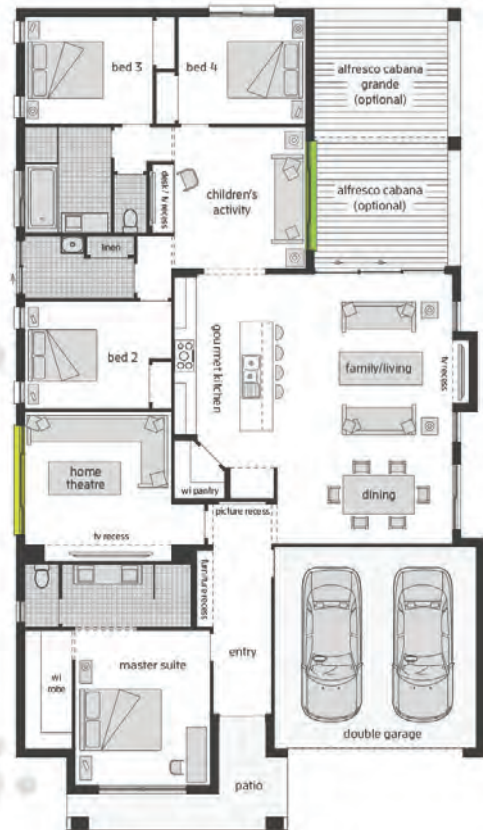 bed 3
bed 4
alfresco cabana
grande
(optional)
desk / tv recess
children's
activity
alfresco cabana
(optional)
linen
bed 2
gourmet kitchen
family/living
tv recess
home
theatre
wi pantry
dining
picture recess
tv recess
furniture recess
entry
master suite
wi
robe
double garage
patio